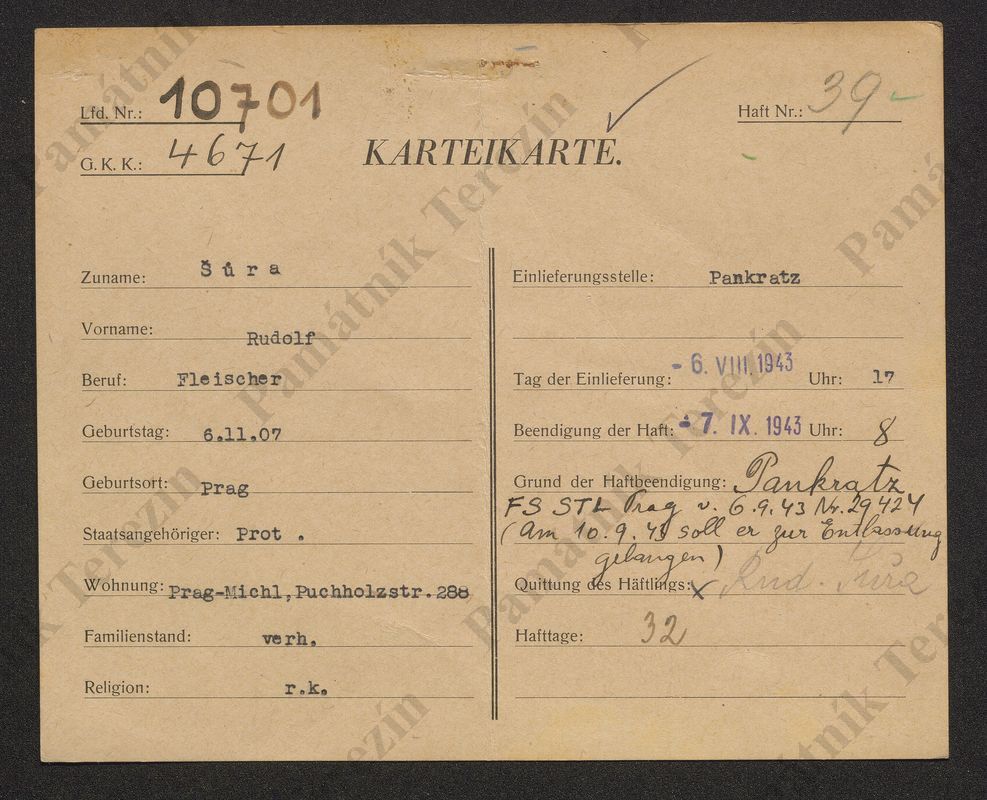 Lfd. Nr.: 10701
G. K. K.: 4671
Haft Nr.: 39
KARTEIKARTE.
Zuname: Šůra
Vorname: Rudolf
Beruf: Fleischer
Geburtstag: 6.11.07
Geburtsort: Prag
Staatsangehöriger: Prot .
Wohnung: Prag-Michl, Puchholzstr. 288
Familienstand: verh.
Religion: r.k.
Einlieferungsstelle: Pankratz
Tag der Einlieferung: - 6. VIII. 1943 Uhr: 17
Beendigung der Haft: - 7. IX. 1943 Uhr: 8
Grund der Haftbeendigung: Pankratz
FS STL Prag v. 6.9.43 Nr. 29424
(Am 10.9.43 soll er zur Entlassung
gelangen)
Quittung des Häftlings: x Rud. Šůra
Hafttage: 32
Památník Terezín